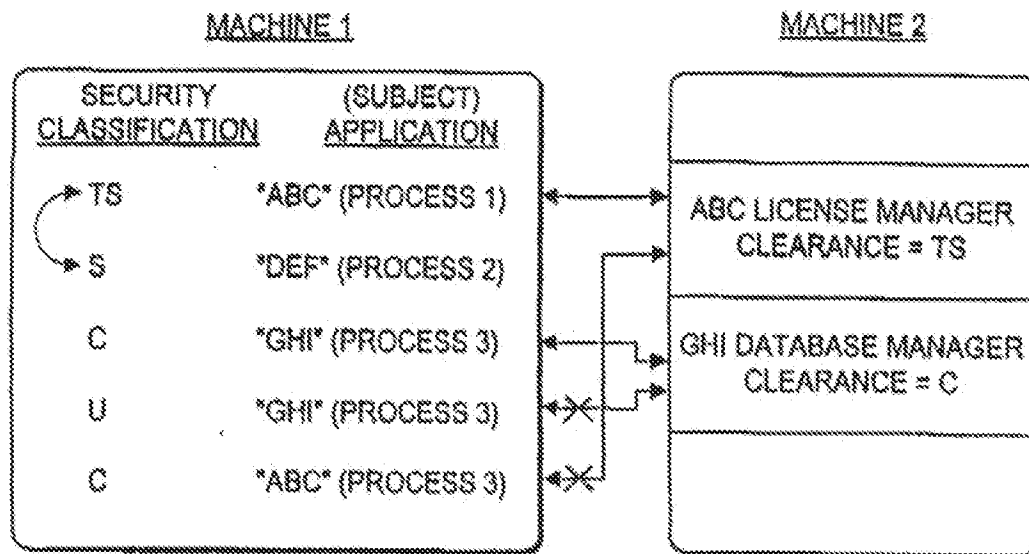 MACHINE 1
MACHINE 2
SECURITY CLASSIFICATION
(SUBJECT) APPLICATION
TS "ABC" (PROCESS 1)
S "DEF" (PROCESS 2)
C "GHI" (PROCESS 3)
U "GHI" (PROCESS 3)
C "ABC" (PROCESS 3)
ABC LICENSE MANAGER
CLEARANCE = TS
GHI DATABASE MANAGER
CLEARANCE = C